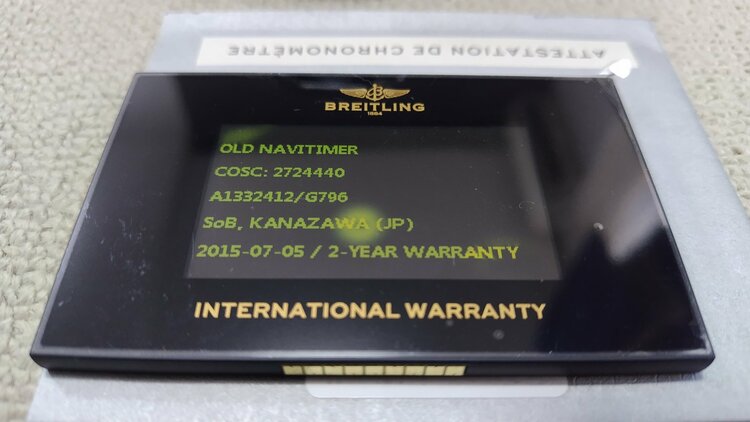 ATTESTATION DE CHRONOMÈTRE
BREITLING
1884
OLD NAVITIMER
COSC: 2724440
A1332412/G796
SoB, KANAZAWA (JP)
2015-07-05 / 2-YEAR WARRANTY
INTERNATIONAL WARRANTY